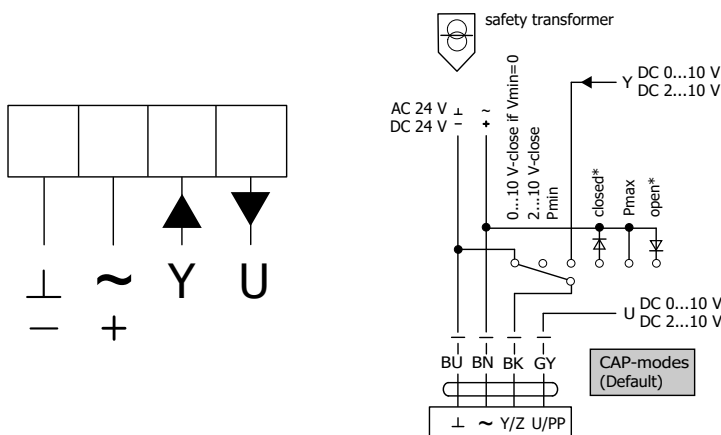 ⊥ ~ Y U
– +
safety transformer
AC 24 V ⊥ ~
DC 24 V – +
0...10 V-close if Vmin=0
2...10 V-close
Pmin
Y DC 0...10 V
DC 2...10 V
closed*
Pmax
open*
U DC 0...10 V
DC 2...10 V
BU BN BK GY
CAP-modes
(Default)
⊥ ~ Y/Z U/PP